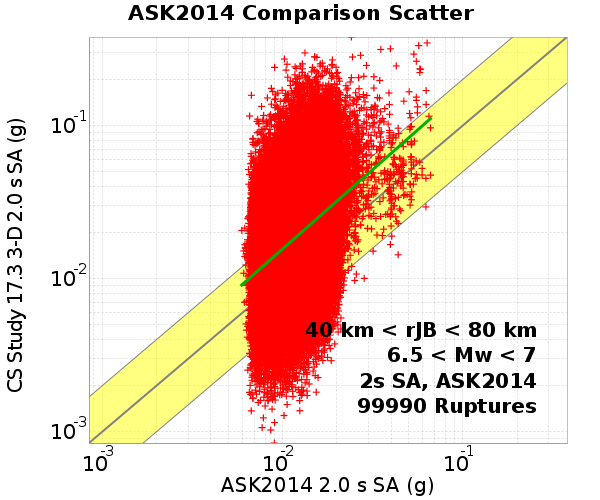 ASK2014 Comparison Scatter
CS Study 17.3 3-D 2.0 s SA (g)
10-1
10-2
10-3
40 km < rJB < 80 km
6.5 < Mw < 7
2s SA, ASK2014
99990 Ruptures
10-3
10-2
10-1
ASK2014 2.0 s SA (g)